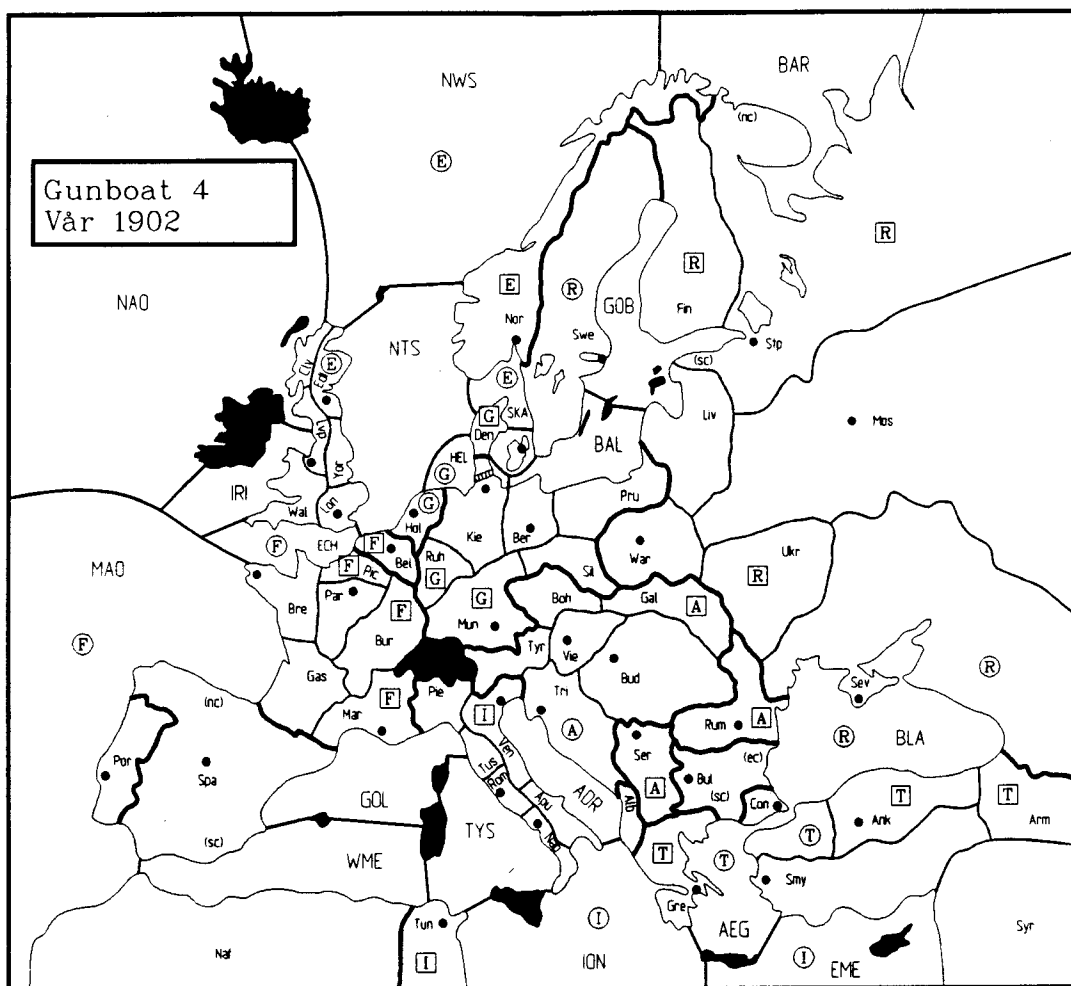 NWS
BAR
(nc)
E
Gunboat 4
Vår 1902
R
E
R
NAO
R
GOB
Nor
Fin
NTS
Swe
Stp
Cly
E
Edi
E
(sc)
G
SKA
Mos
Den
Liv
Lvp
BAL
HEL
Yor
IRI
G
Pru
G
Wal
Lon
Hol
Ukr
F
ECH
F
Bei
Kie
Ber
War
MAO
F
Pic
Ruh
Sil
R
G
Gal
Par
Boh
A
Bre
F
G
Mun
Bur
Tyr
Vie
F
R
Bud
Gas
Sev
Pie
Tri
Mar
F
(nc)
I
Rum
A
A
R
BLA
Ser
Ven
(ec)
Por
Tus
Spa
Bul
Rom
A
(sc)
GOL
ADR
Alb
Con
T
T
Apu
Ank
Arm
TYS
Nap
T
(sc)
T
T
WME
Smy
Gre
Tun
I
AEG
Syr
Naf
I
ION
I
EME